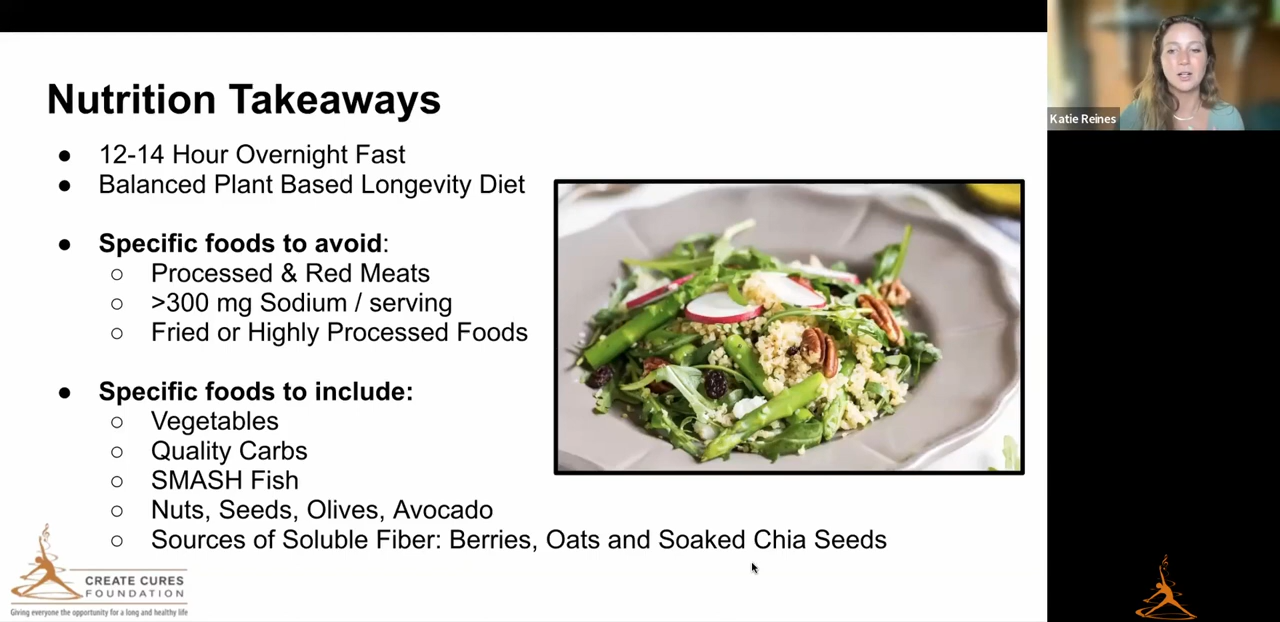 Nutrition Takeaways
● 12-14 Hour Overnight Fast
● Balanced Plant Based Longevity Diet
● Specific foods to avoid:
○ Processed & Red Meats
○ >300 mg Sodium / serving
○ Fried or Highly Processed Foods
● Specific foods to include:
○ Vegetables
○ Quality Carbs
○ SMASH Fish
○ Nuts, Seeds, Olives, Avocado
○ Sources of Soluble Fiber: Berries, Oats and Soaked Chia Seeds
CREATE CURES
FOUNDATION
Giving everyone the opportunity for a long and healthy life
Katie Reines